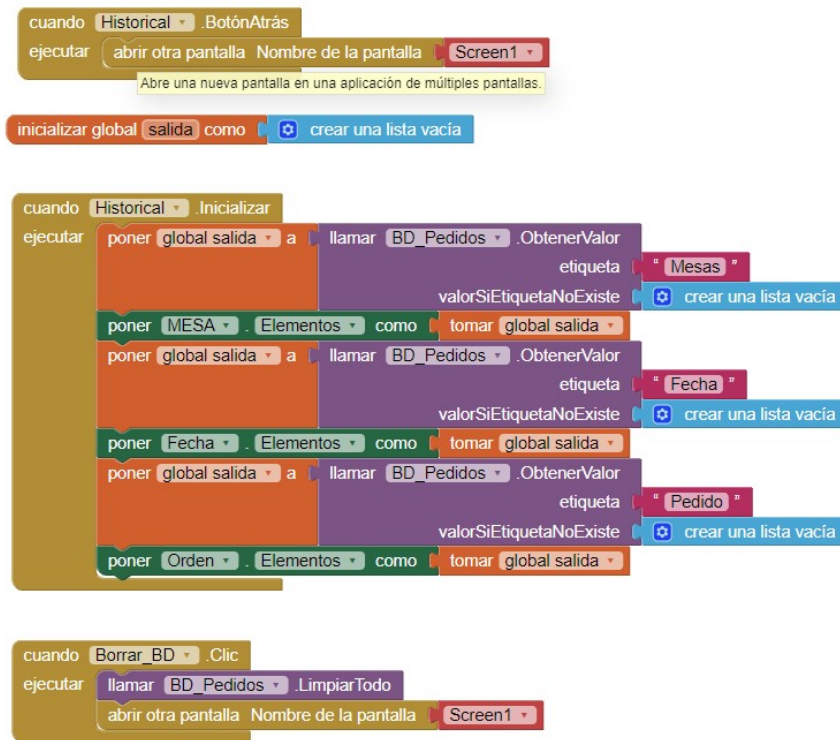 cuando Historical .BotónAtrás
ejecutar abrir otra pantalla Nombre de la pantalla Screen1
Abre una nueva pantalla en una aplicación de múltiples pantallas.
inicializar global salida como crear una lista vacía
cuando Historical .Inicializar
ejecutar poner global salida a llamar BD_Pedidos .ObtenerValor
etiqueta " Mesas "
valorSiEtiquetaNoExiste crear una lista vacía
poner MESA . Elementos como tomar global salida
poner global salida a llamar BD_Pedidos .ObtenerValor
etiqueta " Fecha "
valorSiEtiquetaNoExiste crear una lista vacía
poner Fecha . Elementos como tomar global salida
poner global salida a llamar BD_Pedidos .ObtenerValor
etiqueta " Pedido "
valorSiEtiquetaNoExiste crear una lista vacía
poner Orden . Elementos como tomar global salida
cuando Borrar_BD .Clic
ejecutar llamar BD_Pedidos .LimpiarTodo
abrir otra pantalla Nombre de la pantalla Screen1